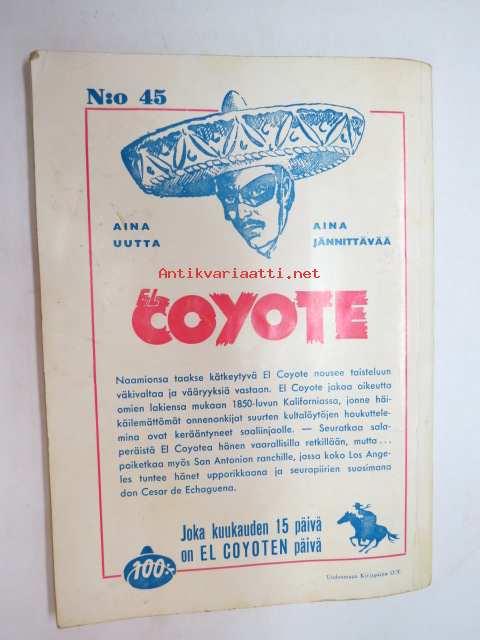 N:o 45
AINA
UUTTA
AINA
JÄNNITTÄVÄÄ
Antikvariaatti.net
EL
COYOTE
Naamionsa taakse kätkeytyvä El Coyote nousee taisteluun
väkivaltaa ja vääryyksiä vastaan. El Coyote jakaa oikeutto
omien lakiensa mukaan 1850-luvun Kaliforniassa, jonne häi-
käilemättömät onnenonkijat suurten kultalöytöjen houkuttele-
mina ovat kerääntyneet saaliinjaolle. — Seuratkaa sala-
peräistä El Coyotea hänen vaarallisilla retkillään, mutta...
poiketkaa myös San Antonion ranchille, jossa koko Los Ange-
les tuntee hänet upporikkaana ja seurapiirien suosimana
don Cesar de Echaguena.
Joka kuukauden 15 päivä
on EL COYOTEN päivä
100:-
Uudenmaan Kirjapaino O.Y.